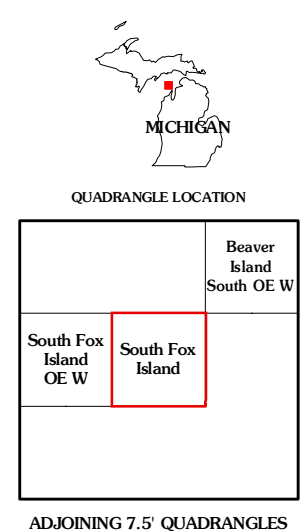 MICHIGAN
QUADRANGLE LOCATION
Beaver
Island
South OE W
South Fox
Island
OE W
South Fox
Island
ADJOINING 7.5' QUADRANGLES